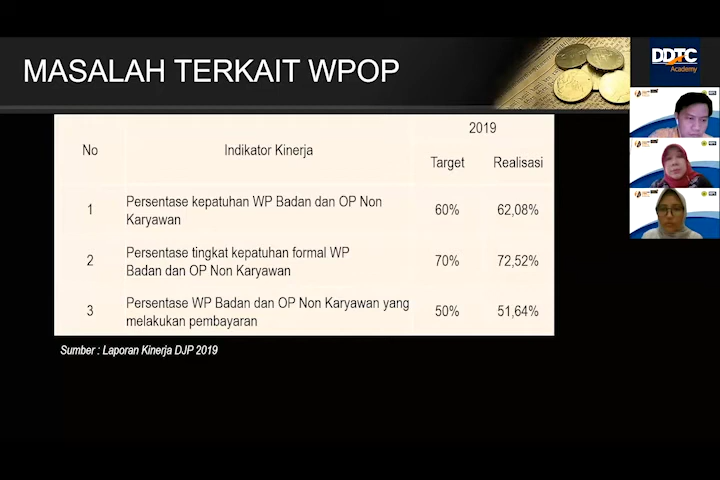 MASALAH TERKAIT WPOP
DDTC
Academy
No
Indikator Kinerja
2019
Target
Realisasi
1
Persentase kepatuhan WP Badan dan OP Non
Karyawan
60%
62,08%
2
Persentase tingkat kepatuhan formal WP
Badan dan OP Non Karyawan
70%
72,52%
3
Persentase WP Badan dan OP Non Karyawan yang
melakukan pembayaran
50%
51,64%
Sumber : Laporan Kinerja DJP 2019